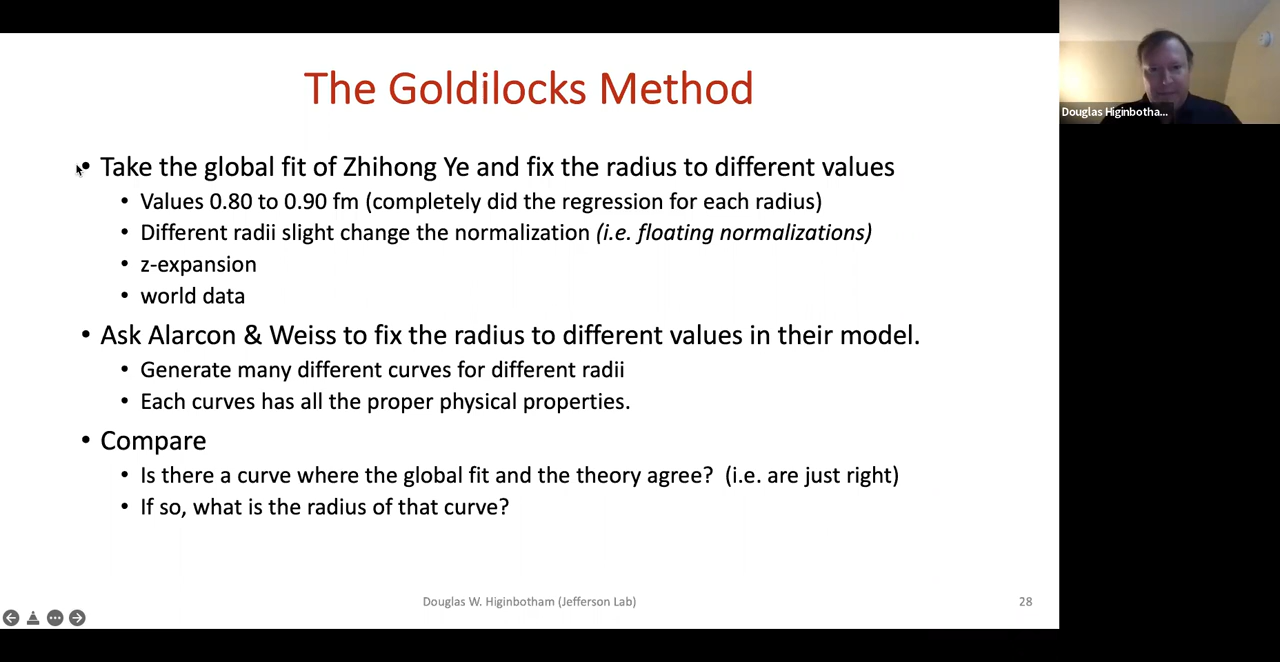 The Goldilocks Method
• Take the global fit of Zhihong Ye and fix the radius to different values
• Values 0.80 to 0.90 fm (completely did the regression for each radius)
• Different radii slight change the normalization (i.e. floating normalizations)
• z-expansion
• world data
• Ask Alarcon & Weiss to fix the radius to different values in their model.
• Generate many different curves for different radii
• Each curves has all the proper physical properties.
• Compare
• Is there a curve where the global fit and the theory agree?  (i.e. are just right)
• If so, what is the radius of that curve?
Douglas W. Higinbotham (Jefferson Lab)
28
Douglas Higinbotha...